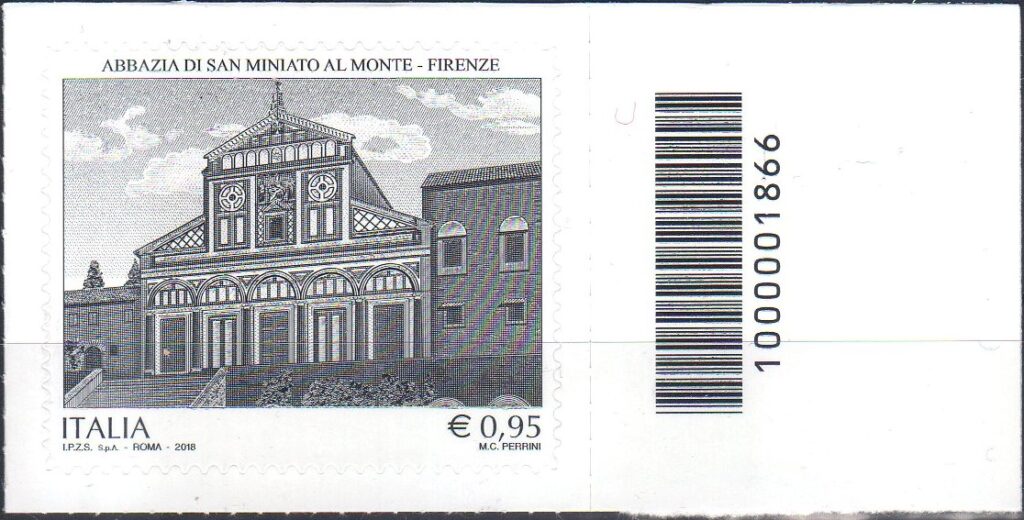 ABBAZIA DI SAN MINIATO AL MONTE - FIRENZE
ITALIA
€ 0,95
I.P.Z.S. S.p.A. - ROMA - 2018
M.C. PERRINI
1000001866